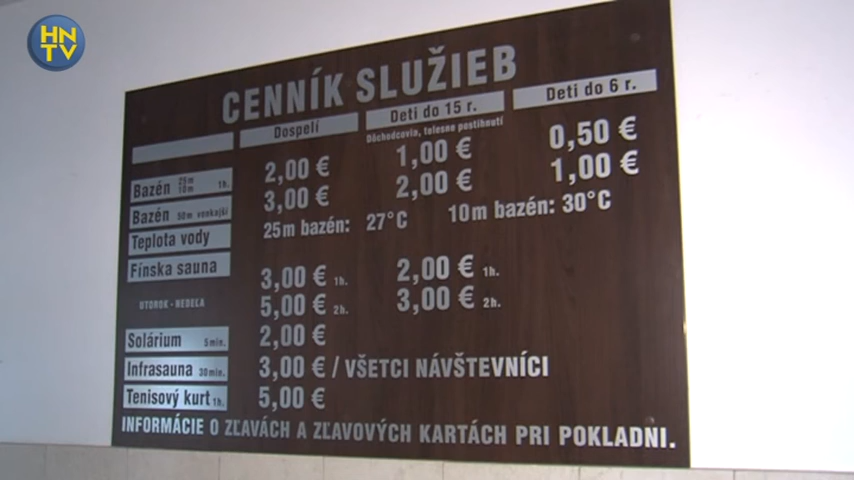 HN
TV
CENNÍK SLUŽIEB
Dospelí Deti do 15 r. Deti do 6 r.
Dôchodcovia, telesne postihnutí
Bazén 25m 10m 1h. 2,00 € 1,00 € 0,50 €
Bazén 50m vonkajší 3,00 € 2,00 € 1,00 €
Teplota vody 25m bazén: 27°C 10m bazén: 30°C
Fínska sauna 3,00 € 1h. 2,00 € 1h.
UTOROK - NEDEĽA 5,00 € 2h. 3,00 € 2h.
Solárium 5min. 2,00 €
Infrasauna 30min. 3,00 € / VŠETCI NÁVŠTEVNÍCI
Tenisový kurt 1h. 5,00 €
INFORMÁCIE O ZĽAVÁCH A ZĽAVOVÝCH KARTÁCH PRI POKLADNI.